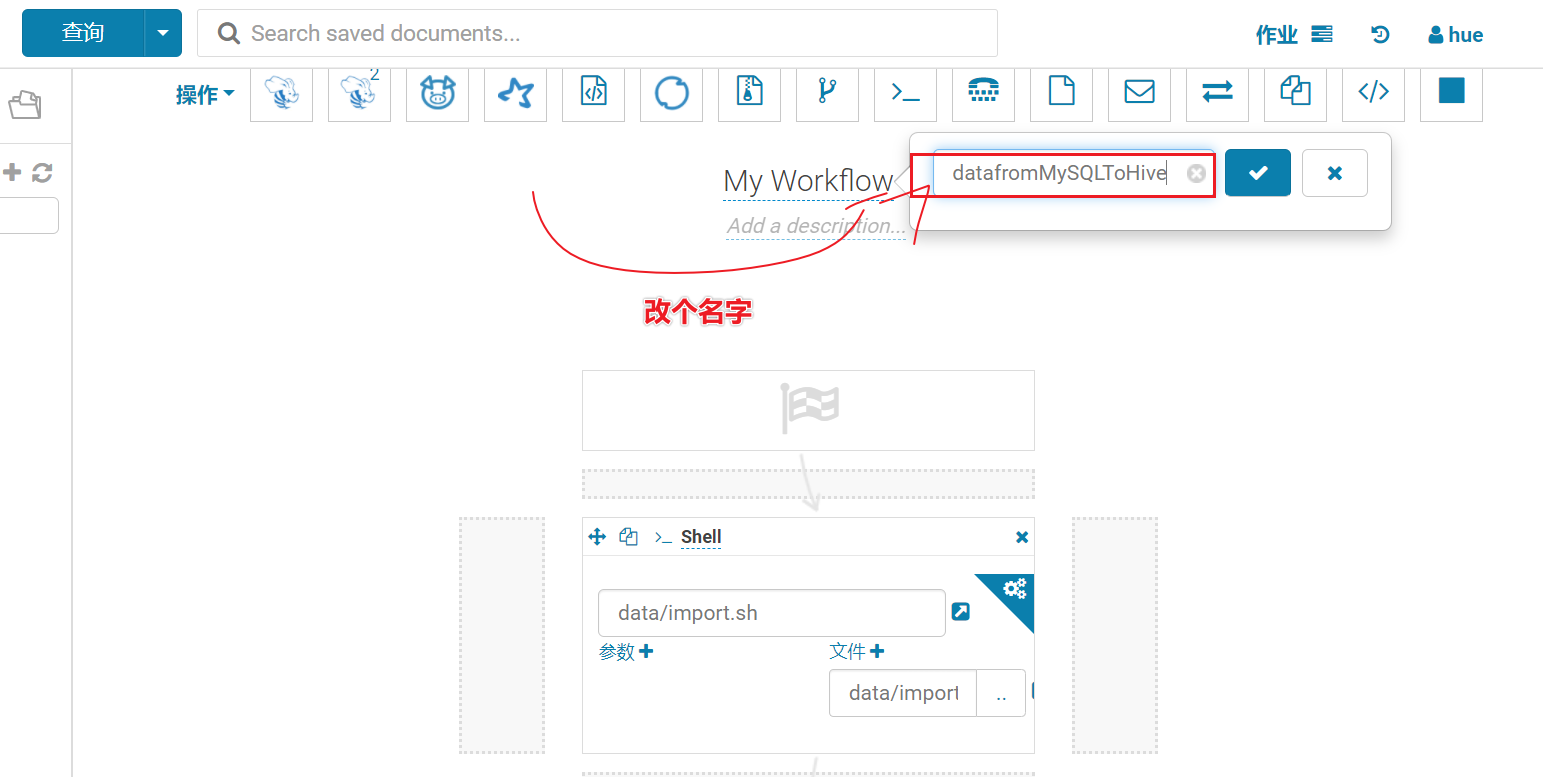 查询
Search saved documents...
作业
hue
操作
2
My Workflow
datafromMySQLToHive
Add a description...
改个名字
>_ Shell
data/import.sh
参数
文件
data/import
..